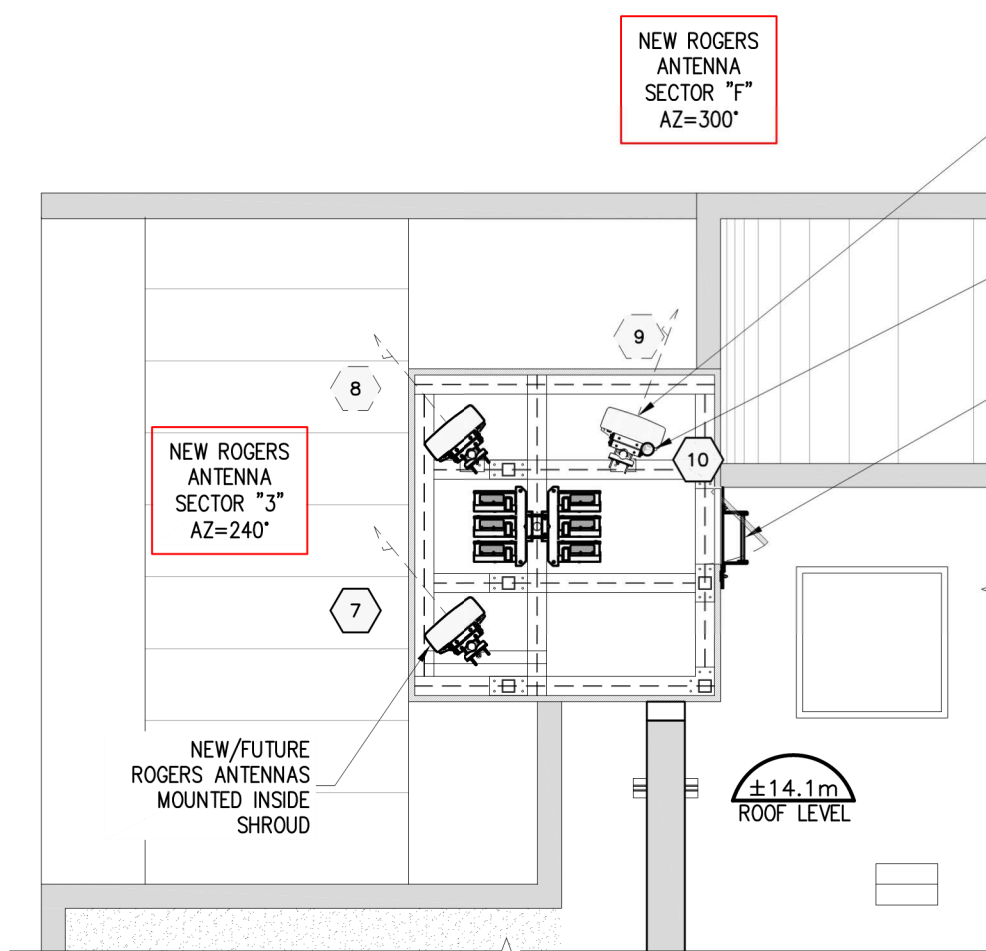 NEW ROGERS
ANTENNA
SECTOR "F"
AZ=300°
9
8
NEW ROGERS
ANTENNA
SECTOR "3"
AZ=240°
10
7
NEW/FUTURE
ROGERS ANTENNAS
MOUNTED INSIDE
SHROUD
±14.1m
ROOF LEVEL